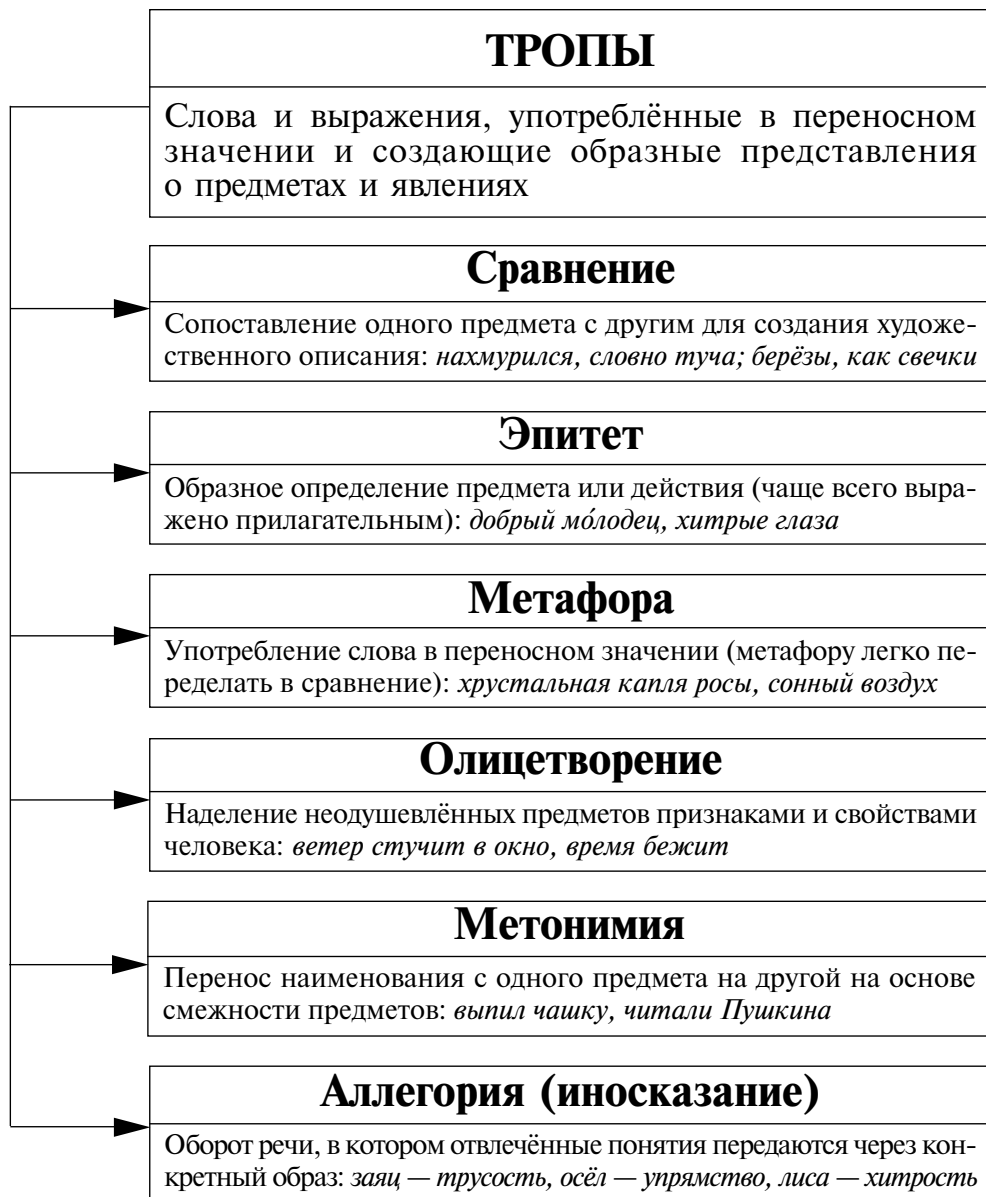 ТРОПЫ
Слова и выражения, употреблённые в переносном
значении и создающие образные представления
о предметах и явлениях
Сравнение
Сопоставление одного предмета с другим для создания художе-
ственного описания: нахмурился, словно туча; берёзы, как свечки
Эпитет
Образное определение предмета или действия (чаще всего выра-
жено прилагательным): добрый мо́лодец, хитрые глаза
Метафора
Употребление слова в переносном значении (метафору легко пе-
ределать в сравнение): хрустальная капля росы, сонный воздух
Олицетворение
Наделение неодушевлённых предметов признаками и свойствами
человека: ветер стучит в окно, время бежит
Метонимия
Перенос наименования с одного предмета на другой на основе
смежности предметов: выпил чашку, читали Пушкина
Аллегория (иносказание)
Оборот речи, в котором отвлечённые понятия передаются через кон-
кретный образ: заяц — трусость, осёл — упрямство, лиса — хитрость